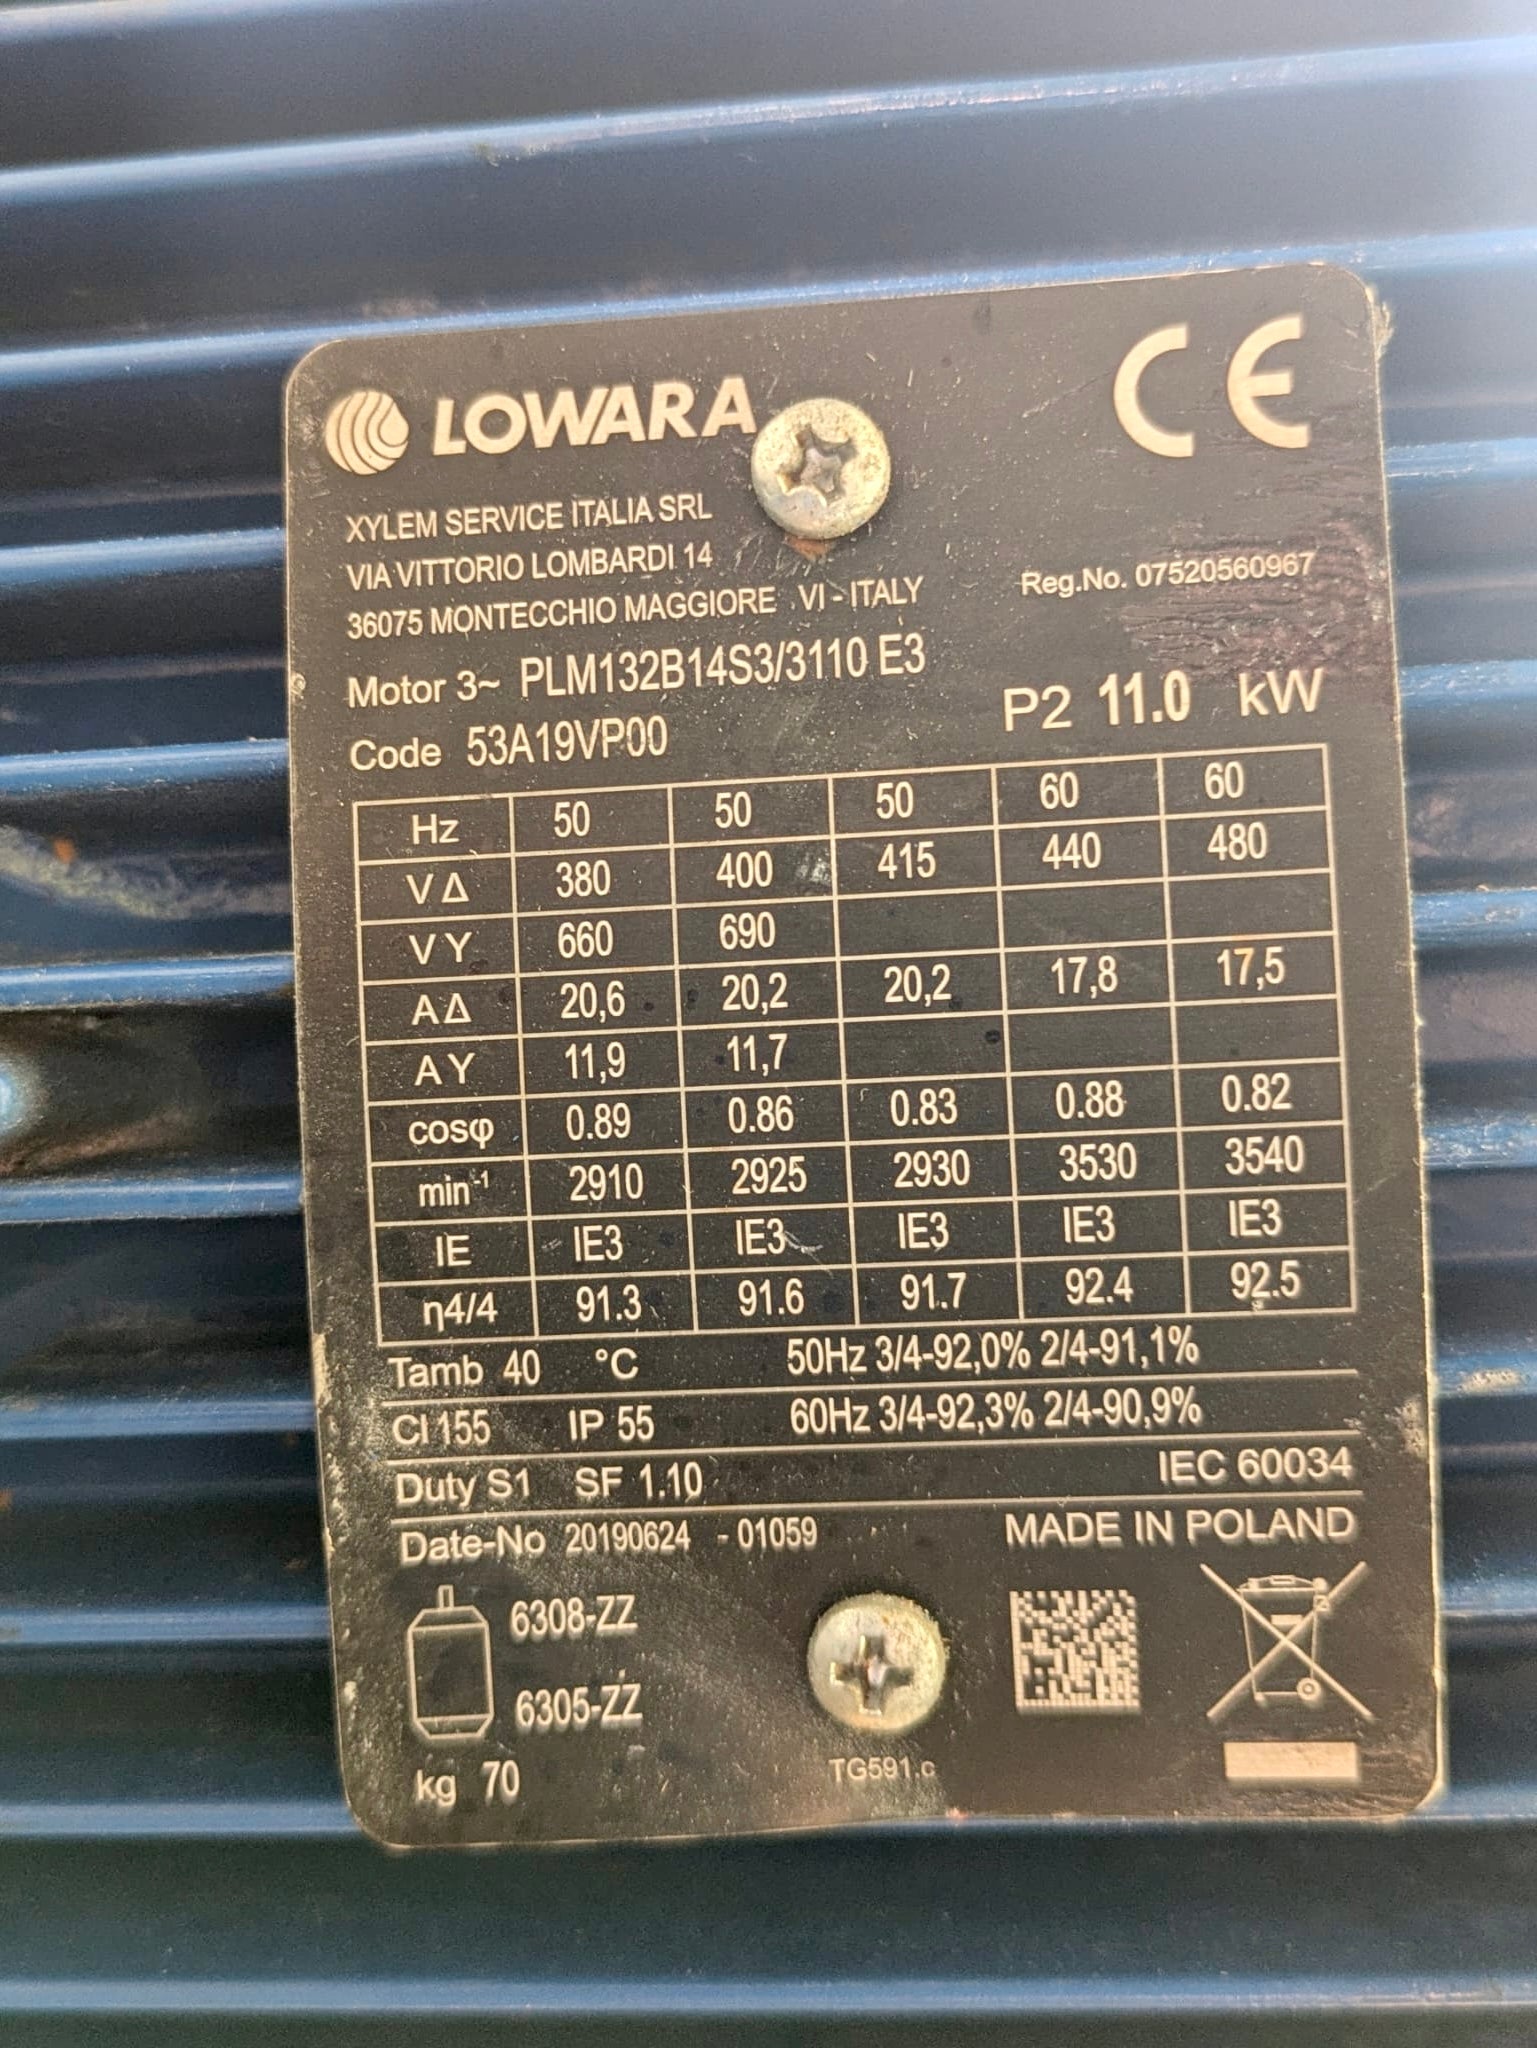 LOWARA
CE
XYLEM SERVICE ITALIA SRL
VIA VITTORIO LOMBARDI 14
36075 MONTECCHIO MAGGIORE VI - ITALY
Reg.No. 07520560967
Motor 3~ PLM132B14S3/3110 E3
Code 53A19VP00
P2 11.0 kW
Hz 50 50 50 60 60
V Δ 380 400 415 440 480
V Y 660 690
A Δ 20,6 20,2 20,2 17,8 17,5
A Y 11,9 11,7
cosφ 0.89 0.86 0.83 0.88 0.82
min⁻¹ 2910 2925 2930 3530 3540
IE IE3 IE3 IE3 IE3 IE3
η4/4 91.3 91.6 91.7 92.4 92.5
Tamb 40 °C 50Hz 3/4-92,0% 2/4-91,1%
Cl 155 IP 55 60Hz 3/4-92,3% 2/4-90,9%
Duty S1 SF 1.10 IEC 60034
Date-No 20190624 - 01059 MADE IN POLAND
6308-ZZ
6305-ZZ
kg 70
TG591.c